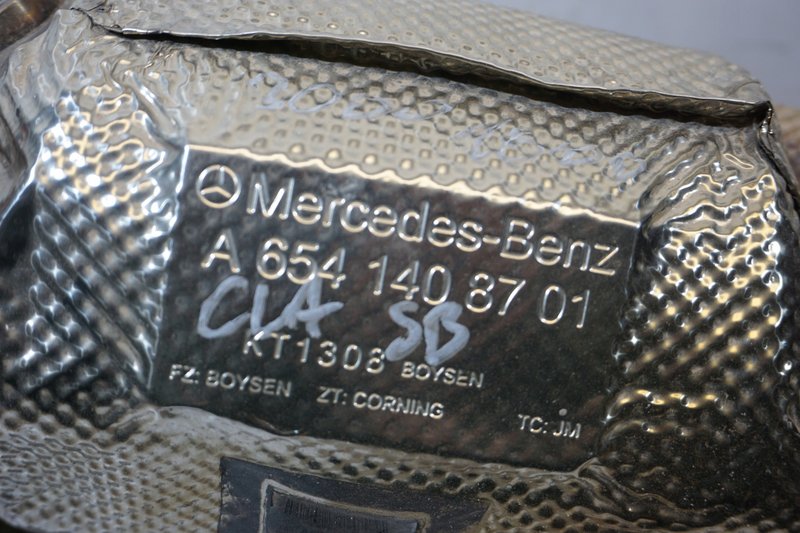 Mercedes-Benz
A 654 140 87 01
CLA SB
KT1308 BOYSEN
FZ: BOYSEN ZT: CORNING TC: JM